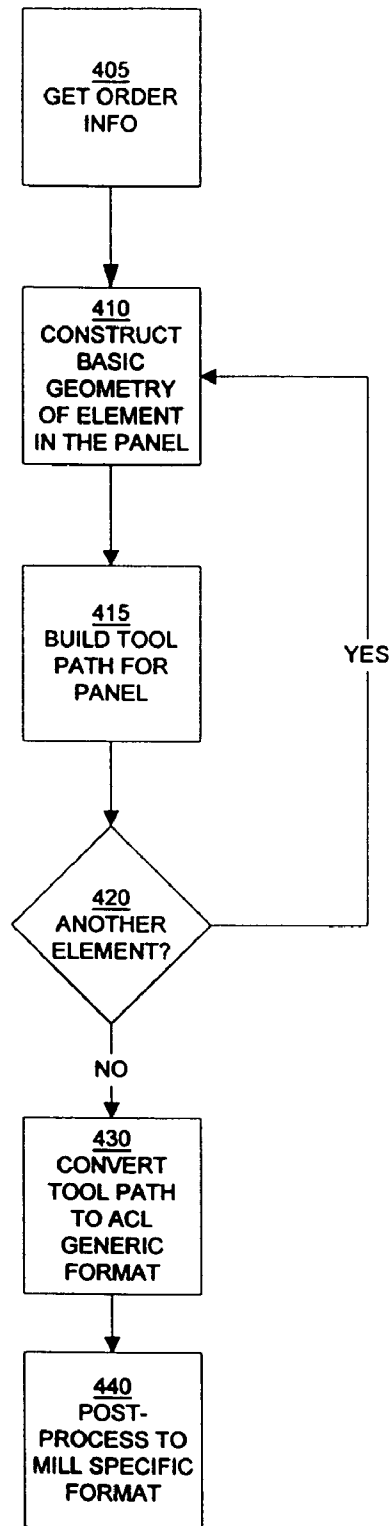 405
GET ORDER
INFO
410
CONSTRUCT
BASIC
GEOMETRY
OF ELEMENT
IN THE PANEL
415
BUILD TOOL
PATH FOR
PANEL
YES
420
ANOTHER
ELEMENT?
NO
430
CONVERT
TOOL PATH
TO ACL
GENERIC
FORMAT
440
POST-
PROCESS TO
MILL SPECIFIC
FORMAT